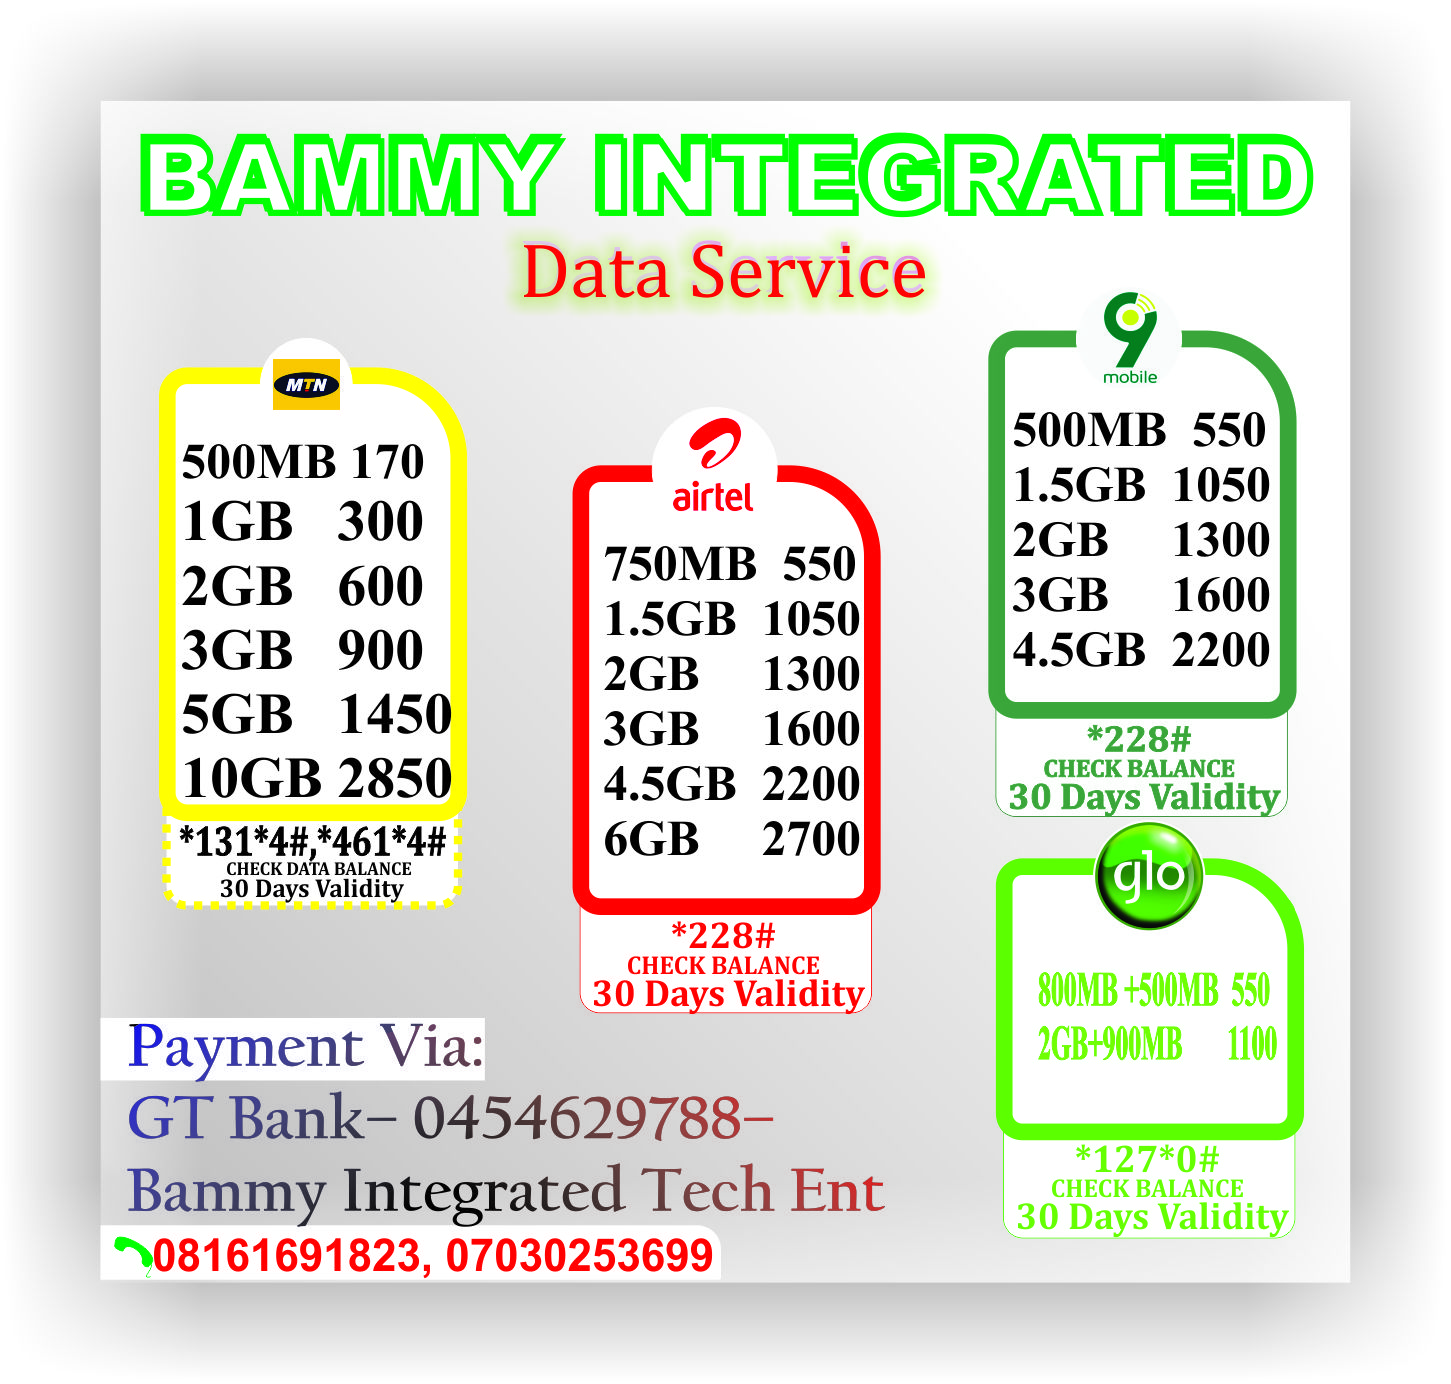 BAMMY INTEGRATED
Data Service
MTN
500MB 170
1GB 300
2GB 600
3GB 900
5GB 1450
10GB 2850
*131*4#,*461*4#
CHECK DATA BALANCE
30 Days Validity
airtel
750MB 550
1.5GB 1050
2GB 1300
3GB 1600
4.5GB 2200
6GB 2700
*228#
CHECK BALANCE
30 Days Validity
9
mobile
500MB 550
1.5GB 1050
2GB 1300
3GB 1600
4.5GB 2200
*228#
CHECK BALANCE
30 Days Validity
glo
800MB +500MB 550
2GB+900MB 1100
*127*0#
CHECK BALANCE
30 Days Validity
Payment Via:
GT Bank– 0454629788–
Bammy Integrated Tech Ent
08161691823, 07030253699